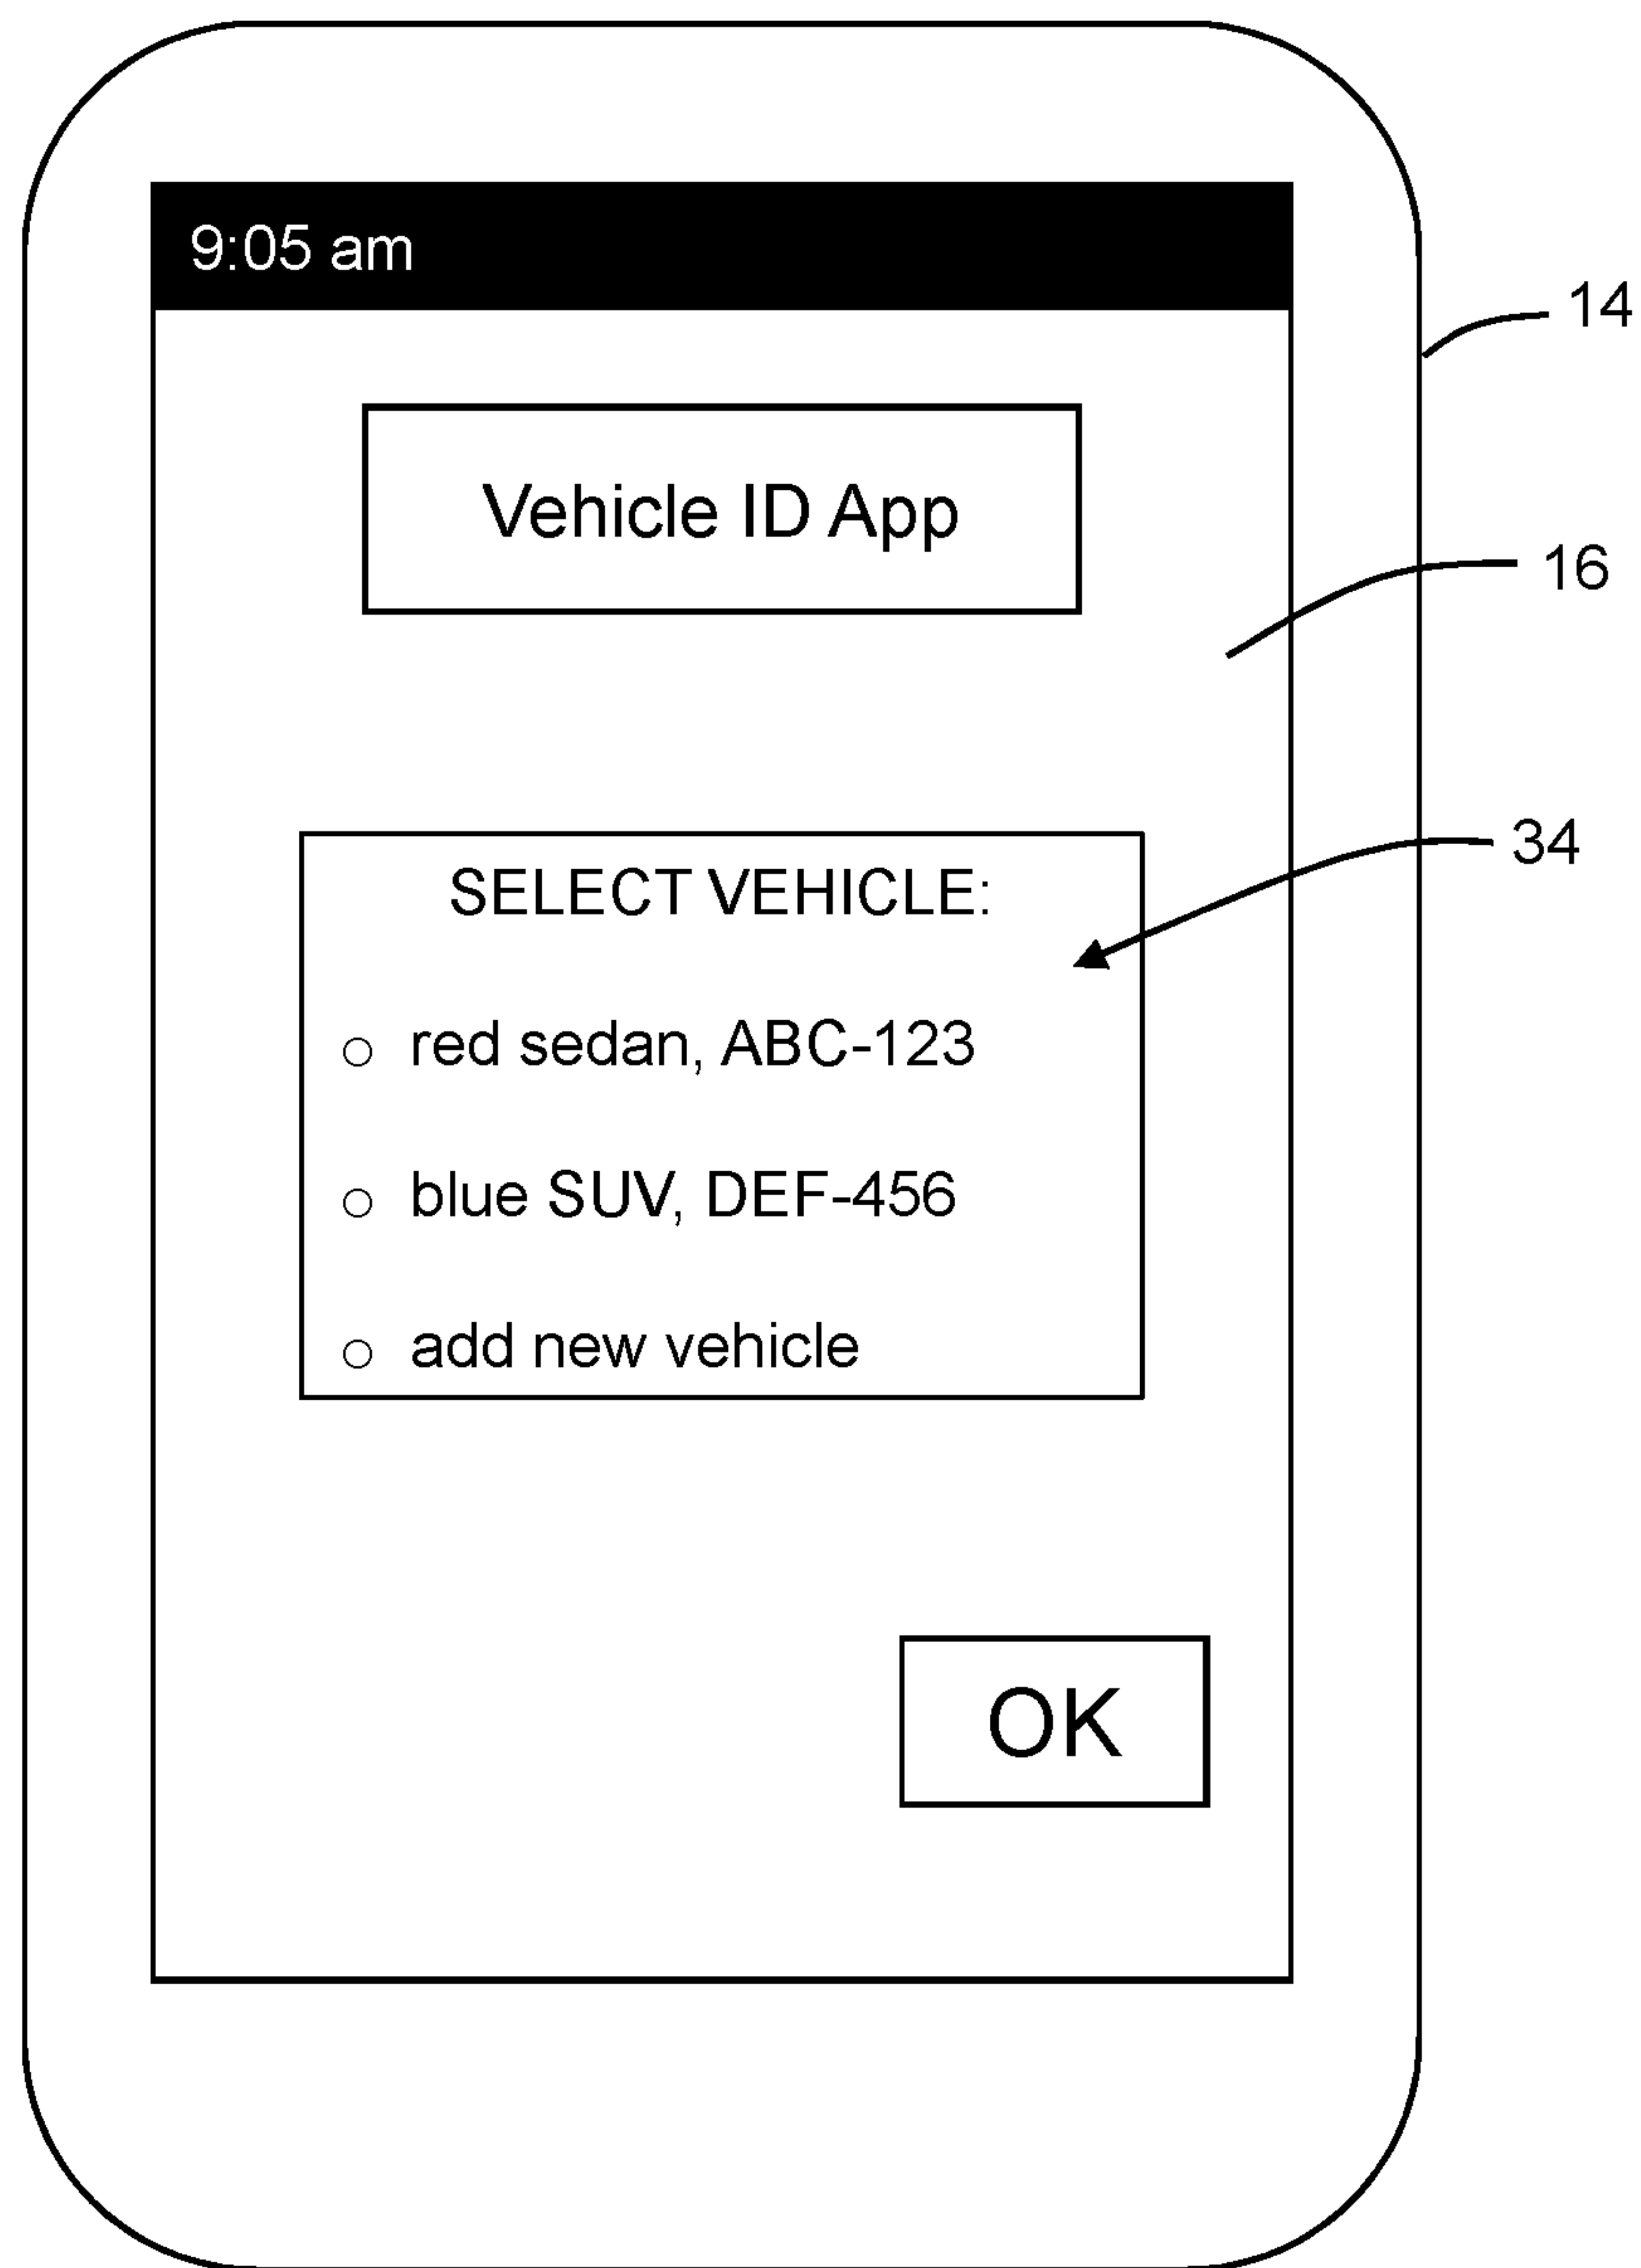 9:05 am
14
Vehicle ID App
16
34
SELECT VEHICLE:
red sedan, ABC-123
blue SUV, DEF-456
add new vehicle
OK